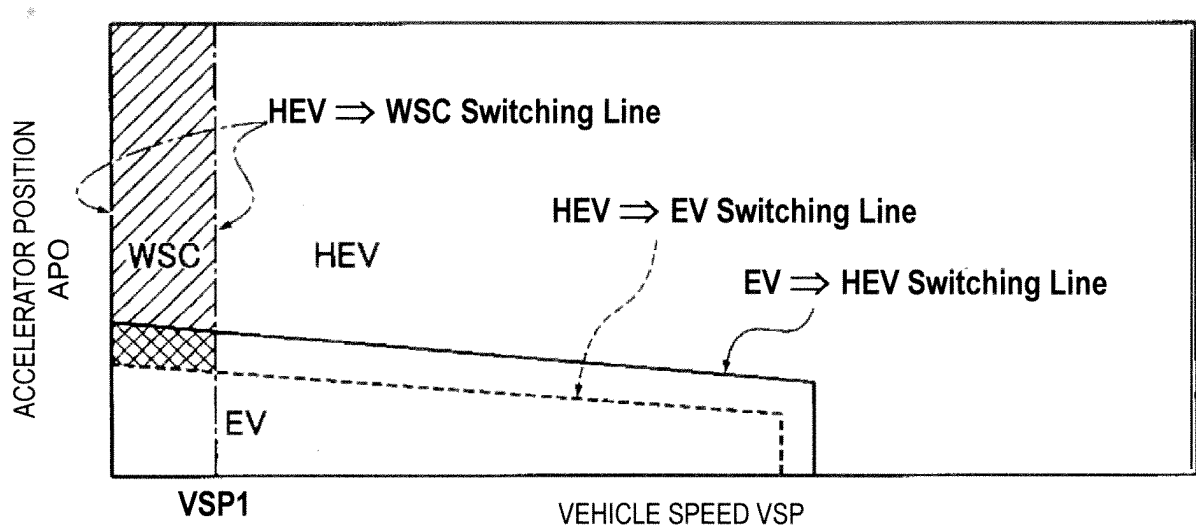 HEV ⇒ WSC Switching Line
HEV ⇒ EV Switching Line
EV ⇒ HEV Switching Line
WSC
HEV
EV
ACCELERATOR POSITION
APO
VSP1
VEHICLE SPEED VSP